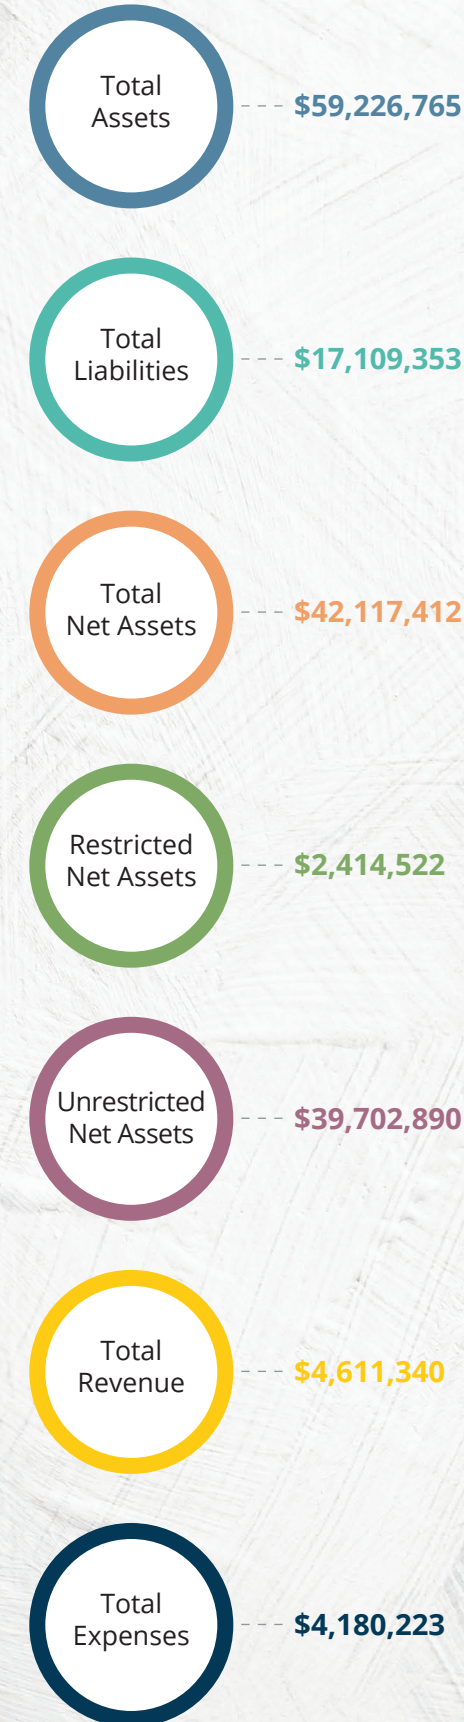 Total
Assets
$59,226,765
Total
Liabilities
$17,109,353
Total
Net Assets
$42,117,412
Restricted
Net Assets
$2,414,522
Unrestricted
Net Assets
$39,702,890
Total
Revenue
$4,611,340
Total
Expenses
$4,180,223